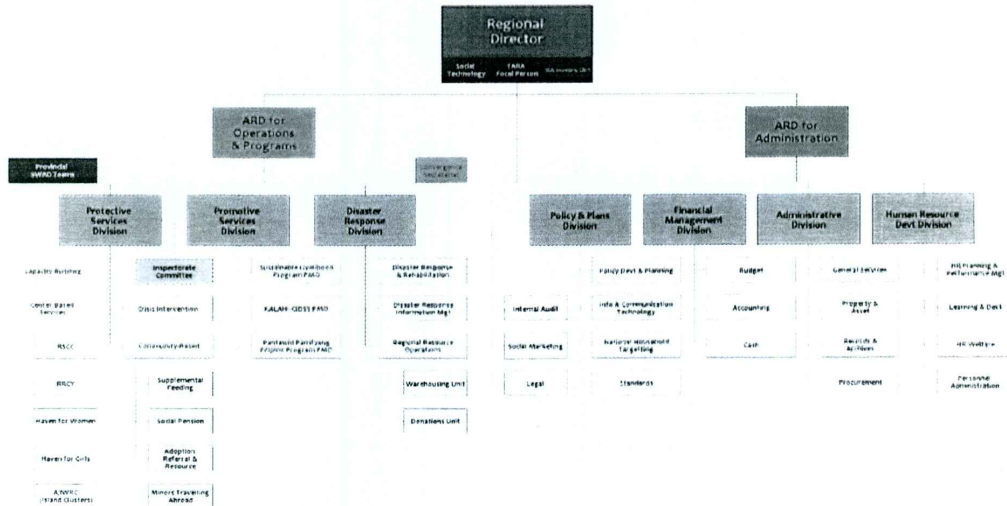 Regional
Director
Social
Technology
TARA
Focal Person
ARD for
Operations
& Programs
ARD for
Administration
Provincial
SWAD Teams
Convergence
Secretariat
Protective
Services
Division
Promotive
Services
Division
Disaster
Response
Division
Policy & Plans
Division
Financial
Management
Division
Administrative
Division
Human Resource
Devt Division
Capacity Building
Center Based
Services
RSCC
RRCY
Haven for Women
Haven for Girls
(Island Clusters)
Inspectorate
Committee
Crisis Intervention
Community-Based
Supplemental
Feeding
Social Pension
Adoption
Referral &
Resource
Minors Travelling
Abroad
Sustainable Livelihood
Program PMO
KALAHI-CIDSS PMO
Pantawid Pamilyang
Pilipino Program PMO
Disaster Response
& Rehabilitation
Disaster Response
Information Mgt
Regional Resource
Operations
Warehousing Unit
Donations Unit
Internal Audit
Social Marketing
Legal
Policy Devt & Planning
Info & Communication
Technology
National Household
Targetting
Standards
Budget
Accounting
Cash
General Services
Property &
Asset
Records &
Archives
Procurement
HR Planning &
Performance Mgt
Learning & Devt
HR Welfare
Personnel
Administration